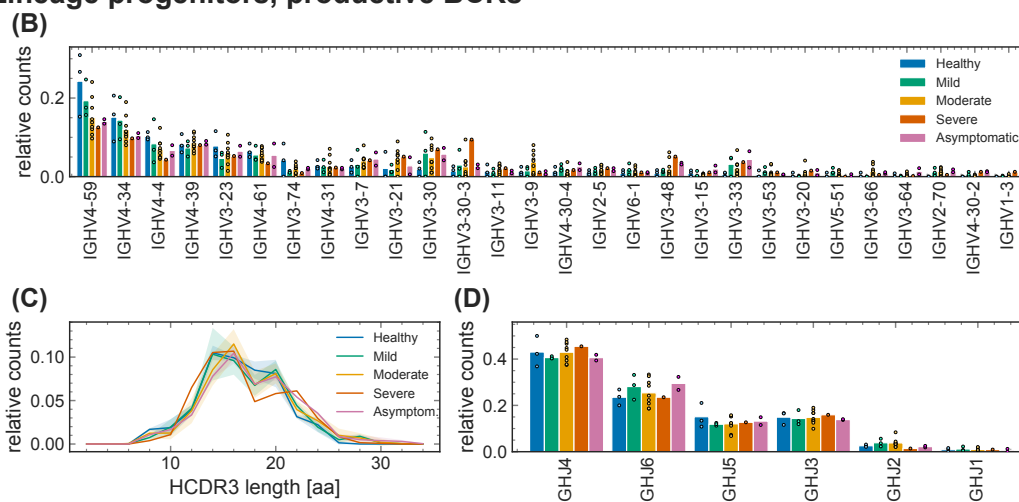 Lineage progenitors, productive BCRs
(B)
relative counts
0.2
0.0
Healthy
Mild
Moderate
Severe
Asymptomatic
IGHV4-59
IGHV4-34
IGHV4-4
IGHV4-39
IGHV3-23
IGHV4-61
IGHV3-74
IGHV4-31
IGHV3-7
IGHV3-21
IGHV3-30
IGHV3-30-3
IGHV3-11
IGHV3-9
IGHV4-30-4
IGHV2-5
IGHV6-1
IGHV3-48
IGHV3-15
IGHV3-33
IGHV3-53
IGHV3-20
IGHV5-51
IGHV3-66
IGHV3-64
IGHV2-70
IGHV4-30-2
IGHV1-3
(C)
relative counts
0.10
0.05
0.00
10
20
30
HCDR3 length [aa]
Healthy
Mild
Moderate
Severe
Asymptom.
(D)
relative counts
0.4
0.2
0.0
GHJ4
GHJ6
GHJ5
GHJ3
GHJ2
GHJ1